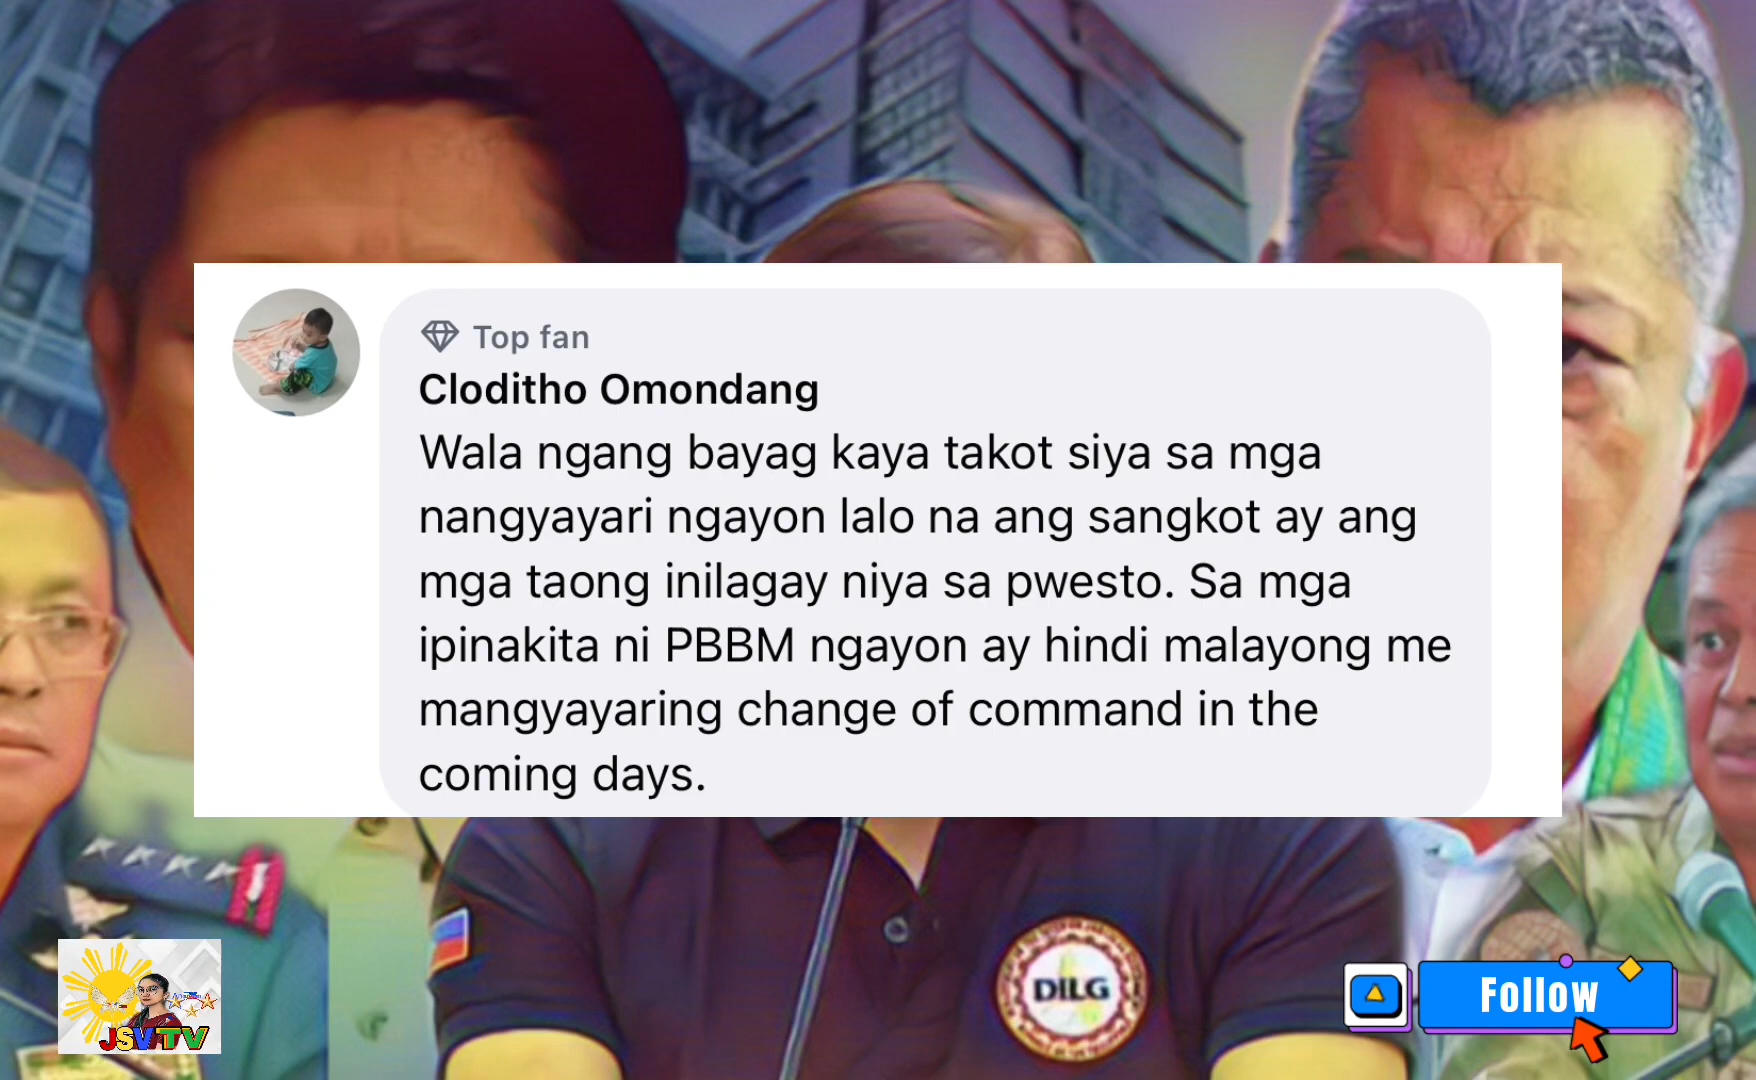 Top fan
Cloditho Omondang
Wala ngang bayag kaya takot siya sa mga
nangyayari ngayon lalo na ang sangkot ay ang
mga taong inilagay niya sa pwesto. Sa mga
ipinakita ni PBBM ngayon ay hindi malayong me
mangyayaring change of command in the
coming days.
DILG
JSV TV
Follow